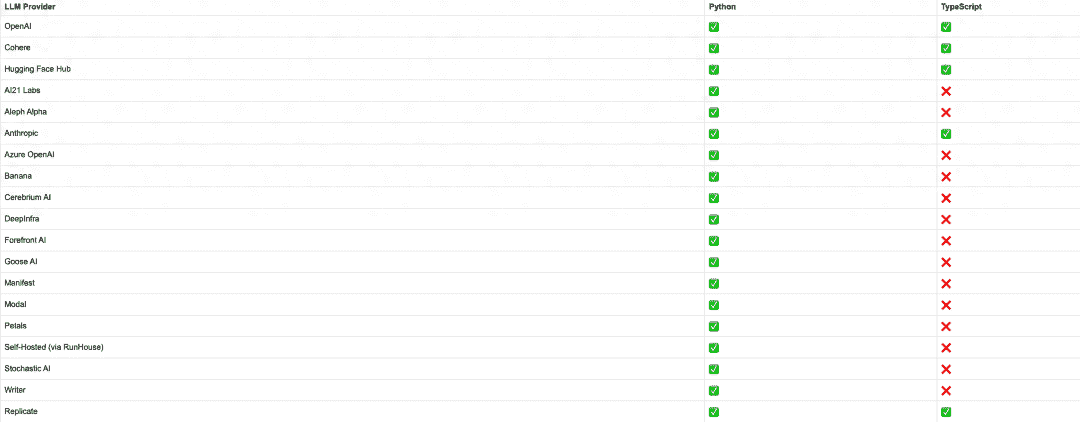 LLM Provider Python TypeScript
OpenAI ✅ ✅
Cohere ✅ ✅
Hugging Face Hub ✅ ✅
AI21 Labs ✅ ❌
Aleph Alpha ✅ ❌
Anthropic ✅ ✅
Azure OpenAI ✅ ❌
Banana ✅ ❌
Cerebrium AI ✅ ❌
DeepInfra ✅ ❌
Forefront AI ✅ ❌
Goose AI ✅ ❌
Manifest ✅ ❌
Modal ✅ ❌
Petals ✅ ❌
Self-Hosted (via RunHouse) ✅ ❌
Stochastic AI ✅ ❌
Writer ✅ ❌
Replicate ✅ ✅